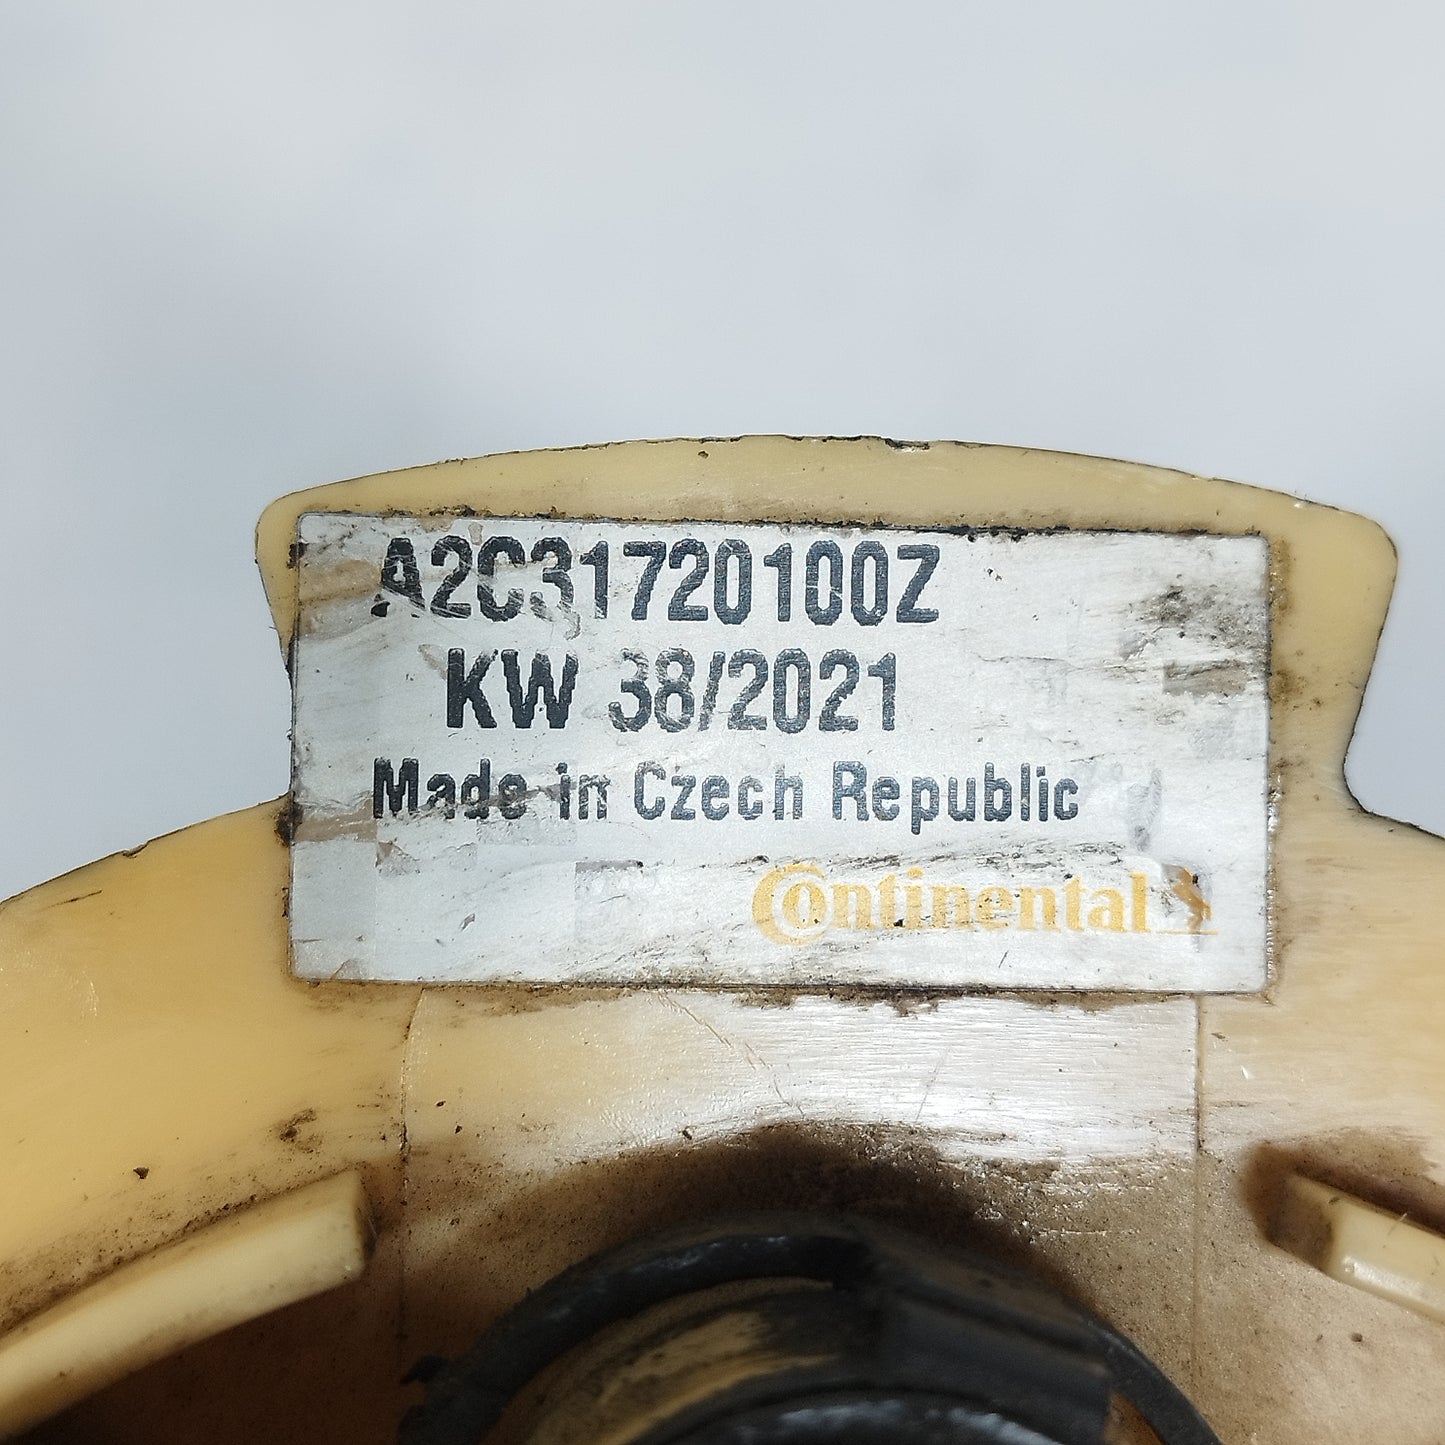 A2C31720100Z
KW 38/2021
Made in Czech Republic
Continental